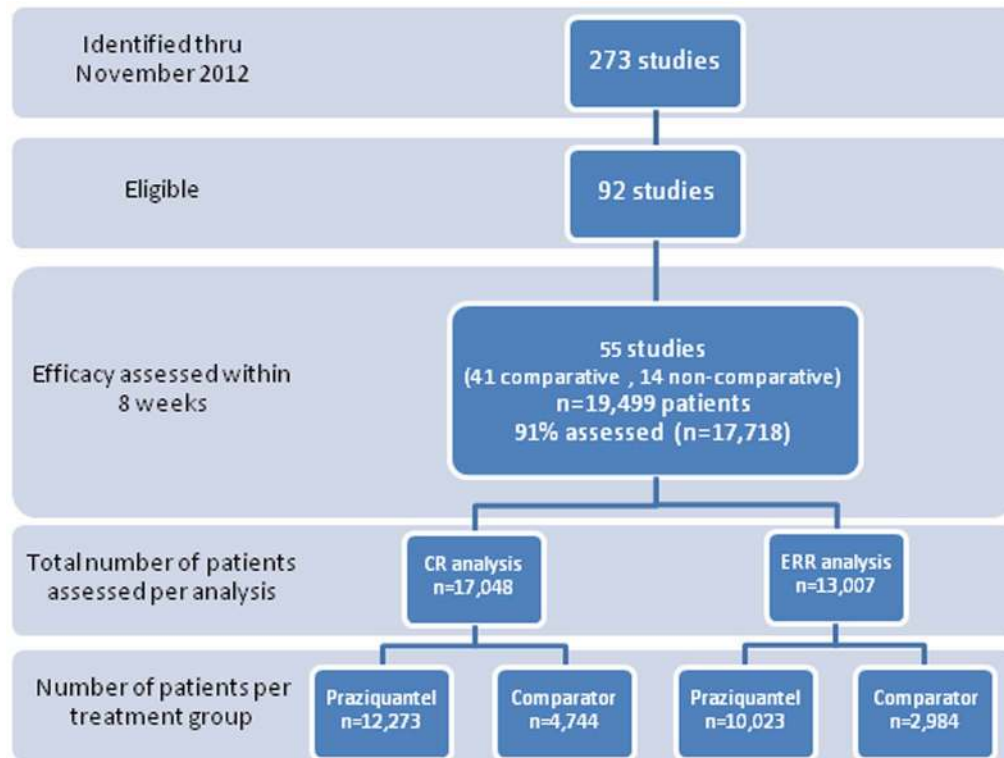 Identified thru
November 2012
273 studies
Eligible
92 studies
Efficacy assessed within
8 weeks
55 studies
(41 comparative , 14 non-comparative)
n=19,499 patients
91% assessed (n=17,718)
Total number of patients
assessed per analysis
CR analysis
n=17,048
ERR analysis
n=13,007
Number of patients per
treatment group
Praziquantel
n=12,273
Comparator
n=4,744
Praziquantel
n=10,023
Comparator
n=2,984